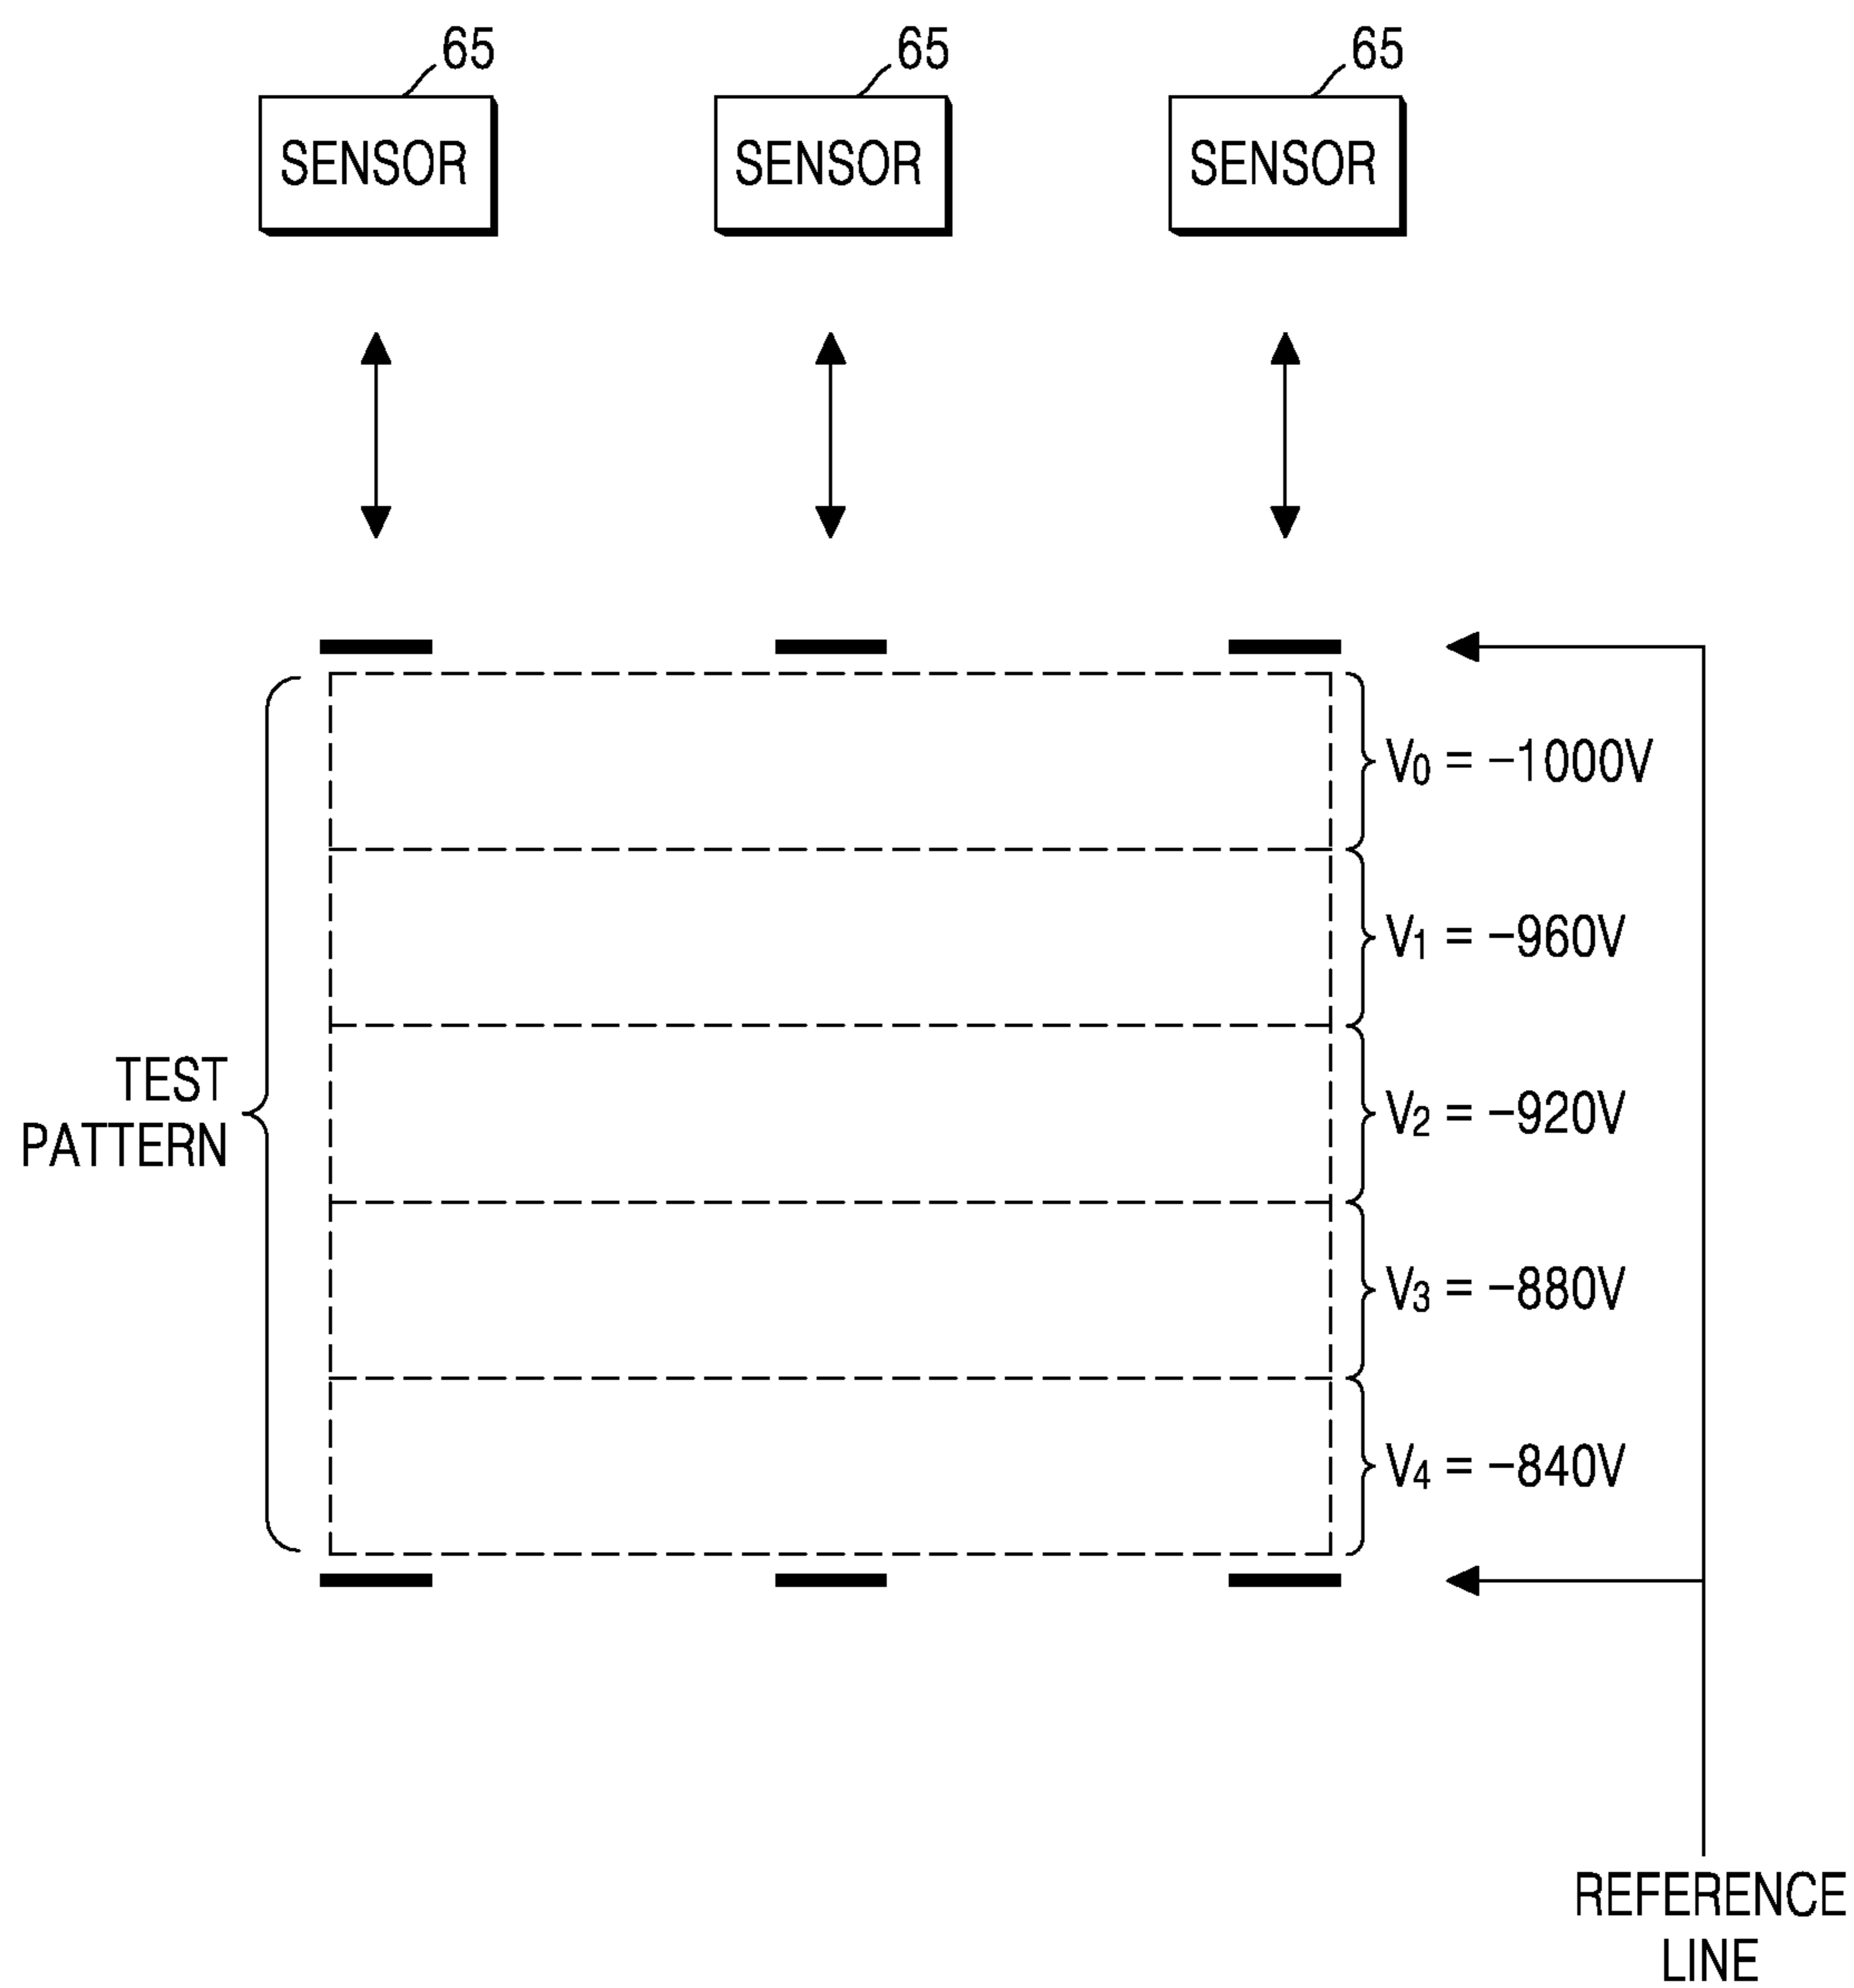 65 65 65
SENSOR SENSOR SENSOR
V0 = −1000V
V1 = −960V
TEST
PATTERN
V2 = −920V
V3 = −880V
V4 = −840V
REFERENCE
LINE